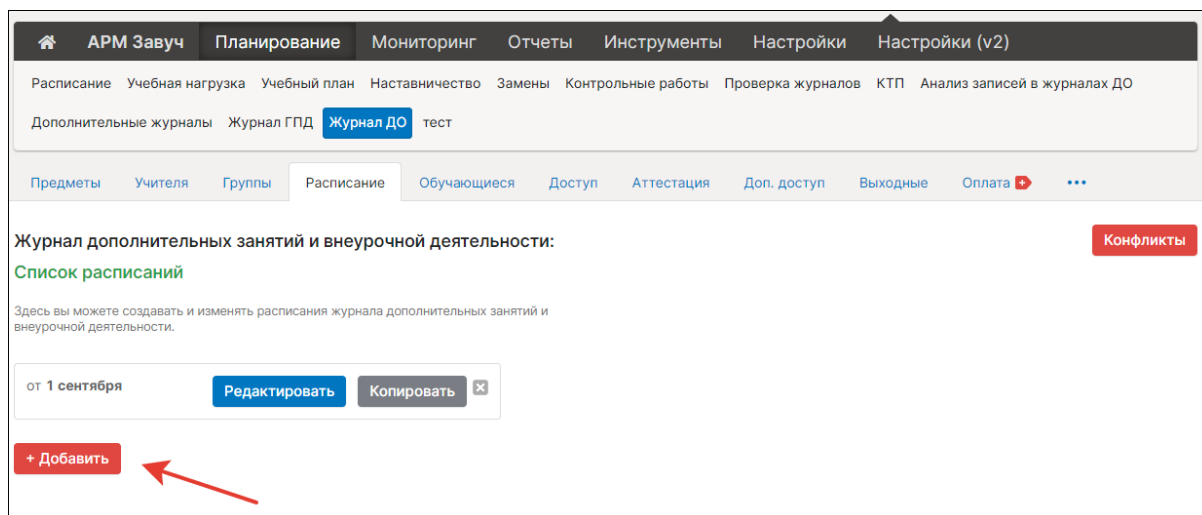 АРМ Завуч Планирование Мониторинг Отчеты Инструменты Настройки Настройки (v2)
Расписание Учебная нагрузка Учебный план Наставничество Замены Контрольные работы Проверка журналов КТП Анализ записей в журналах ДО
Дополнительные журналы Журнал ГПД Журнал ДО тест
Предметы Учителя Группы Расписание Обучающиеся Доступ Аттестация Доп. доступ Выходные Оплата
Журнал дополнительных занятий и внеурочной деятельности: Конфликты
Список расписаний
Здесь вы можете создавать и изменять расписания журнала дополнительных занятий и
внеурочной деятельности.
от 1 сентября Редактировать Копировать
+ Добавить